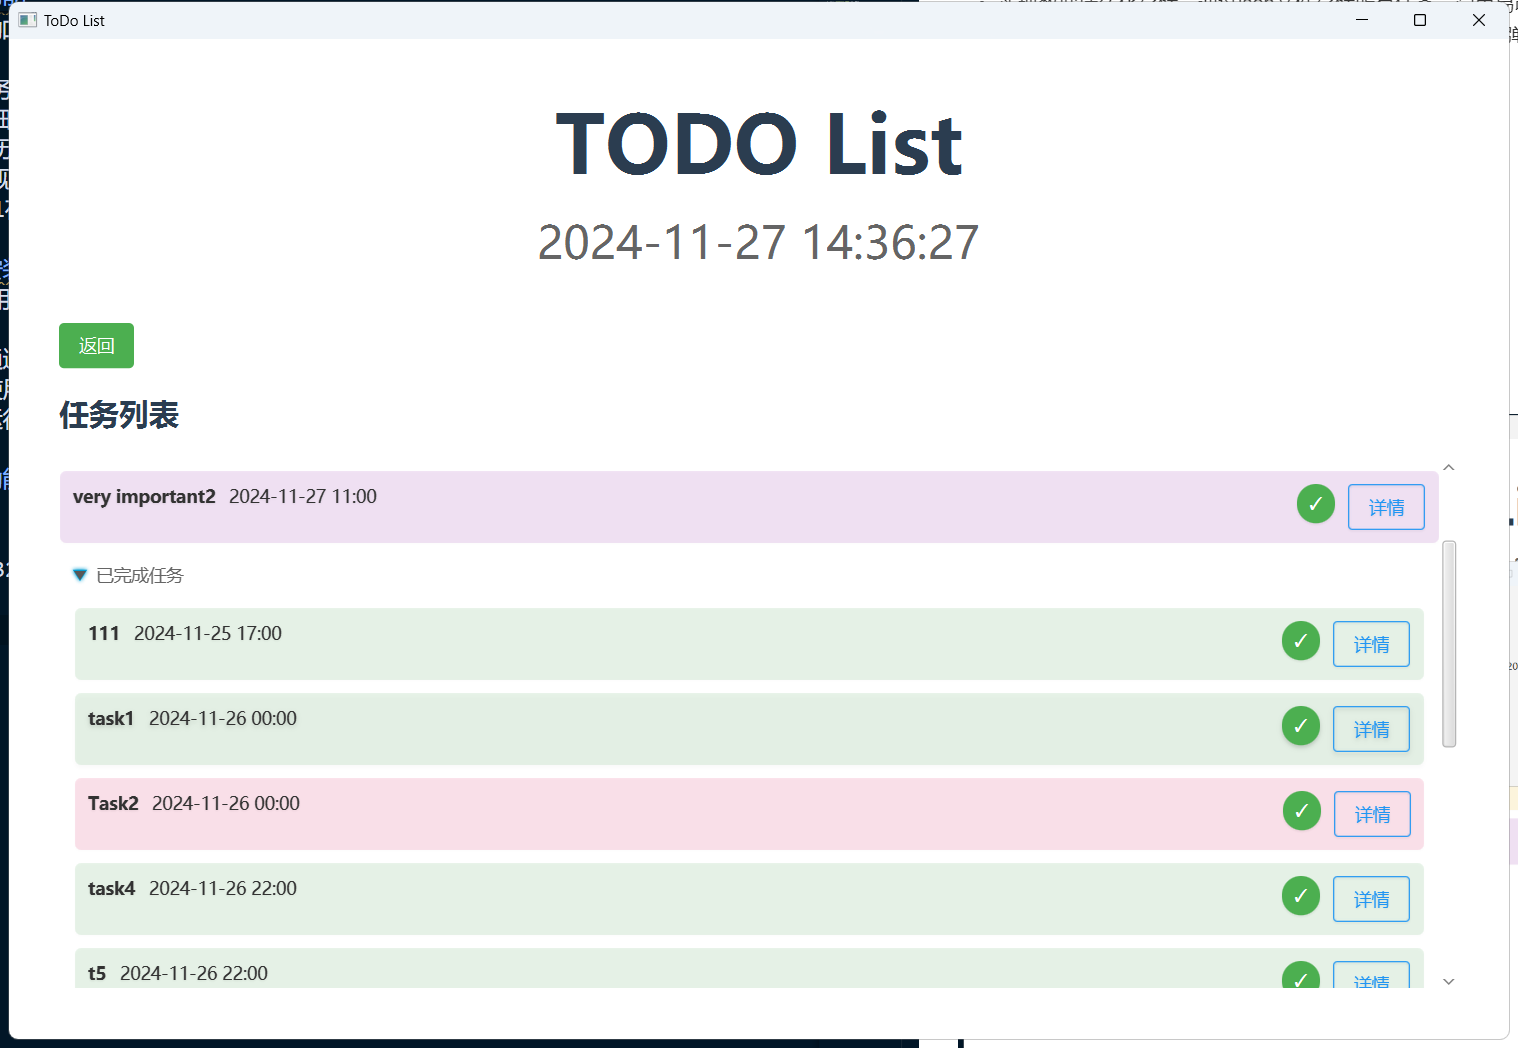 ToDo List
TODO List
2024-11-27 14:36:27
返回
任务列表
very important2 2024-11-27 11:00 ✓ 详情
已完成任务
111 2024-11-25 17:00 ✓ 详情
task1 2024-11-26 00:00 ✓ 详情
Task2 2024-11-26 00:00 ✓ 详情
task4 2024-11-26 22:00 ✓ 详情
t5 2024-11-26 22:00 ✓ 详情